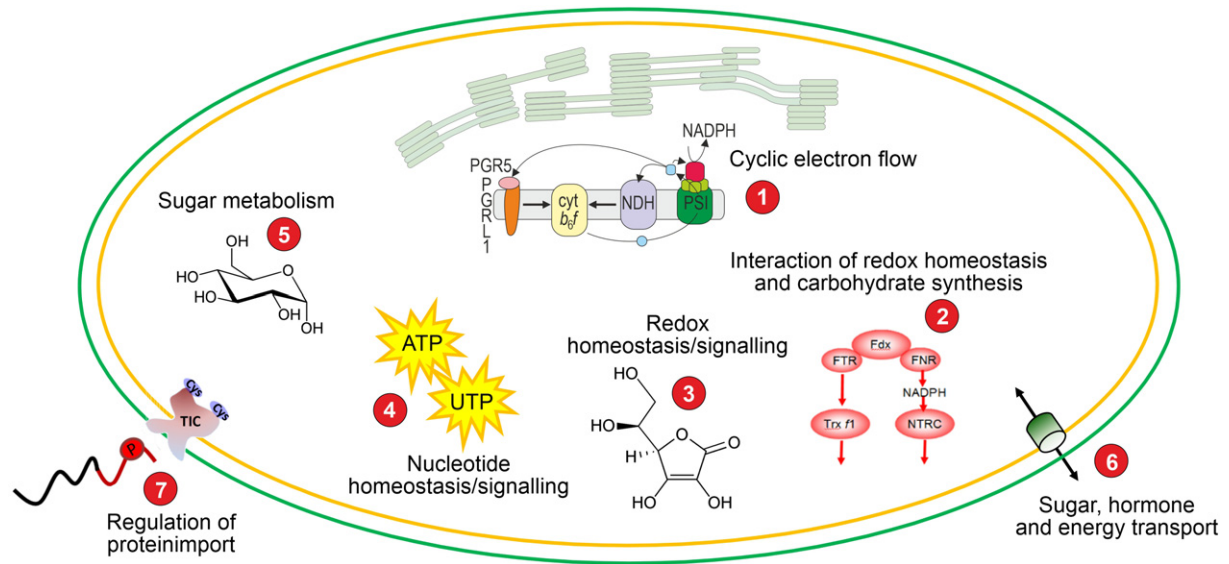 NADPH
Cyclic electron flow
1
PGR5
P
G
R
L
1
cyt
b6f
NDH
PSI
Sugar metabolism
5
OH
HO
O
HO
OH
OH
Interaction of redox homeostasis
and carbohydrate synthesis
2
Fdx
FTR
FNR
NADPH
Trx f1
NTRC
Redox
homeostasis/signalling
3
HO
HO
H
O
O
HO
OH
ATP
UTP
4
Nucleotide
homeostasis/signalling
Cys
Cys
TIC
P
7
Regulation of
proteinimport
6
Sugar, hormone
and energy transport